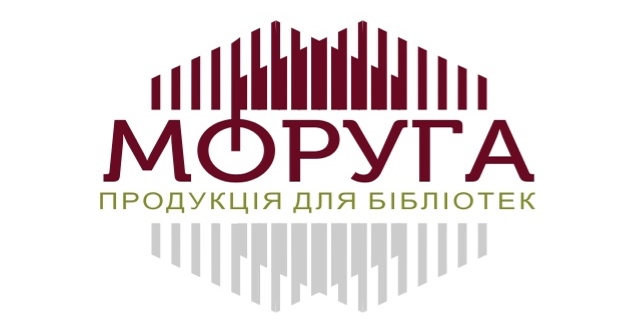 МОРУГА
ПРОДУКЦІЯ ДЛЯ БІБЛІОТЕК